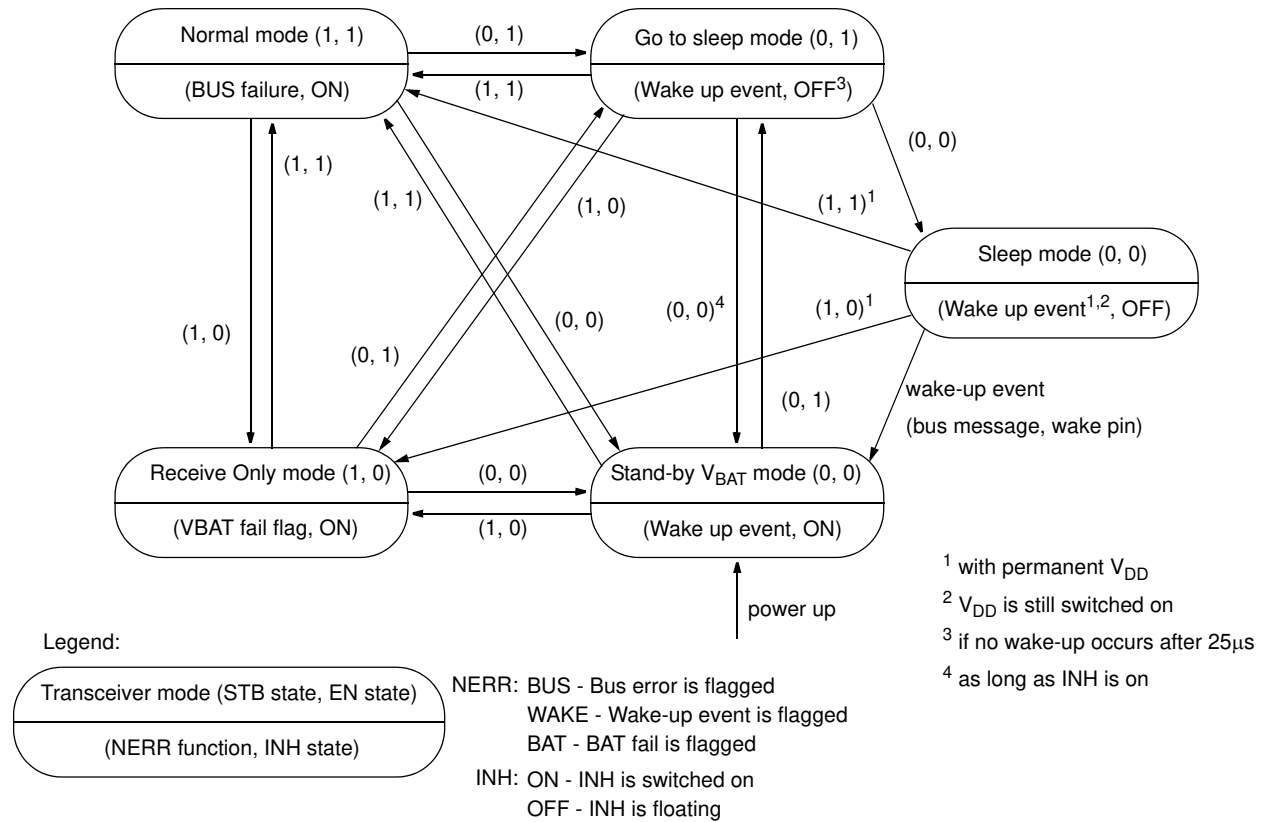 Normal mode (1, 1)
(BUS failure, ON)
(0, 1)
(1, 1)
Go to sleep mode (0, 1)
(Wake up event, OFF³)
(0, 0)
(1, 1)
(1, 1)
(1, 0)
(1, 1)¹
Sleep mode (0, 0)
(Wake up event¹,², OFF)
(1, 0)
(0, 1)
(0, 0)
(0, 0)⁴
(1, 0)¹
(0, 1)
wake-up event
(bus message, wake pin)
Receive Only mode (1, 0)
(VBAT fail flag, ON)
(0, 0)
(1, 0)
Stand-by VBAT mode (0, 0)
(Wake up event, ON)
power up
¹ with permanent VDD
² VDD is still switched on
³ if no wake-up occurs after 25µs
⁴ as long as INH is on
Legend:
Transceiver mode (STB state, EN state)
(NERR function, INH state)
NERR: BUS - Bus error is flagged
WAKE - Wake-up event is flagged
BAT - BAT fail is flagged
INH: ON - INH is switched on
OFF - INH is floating